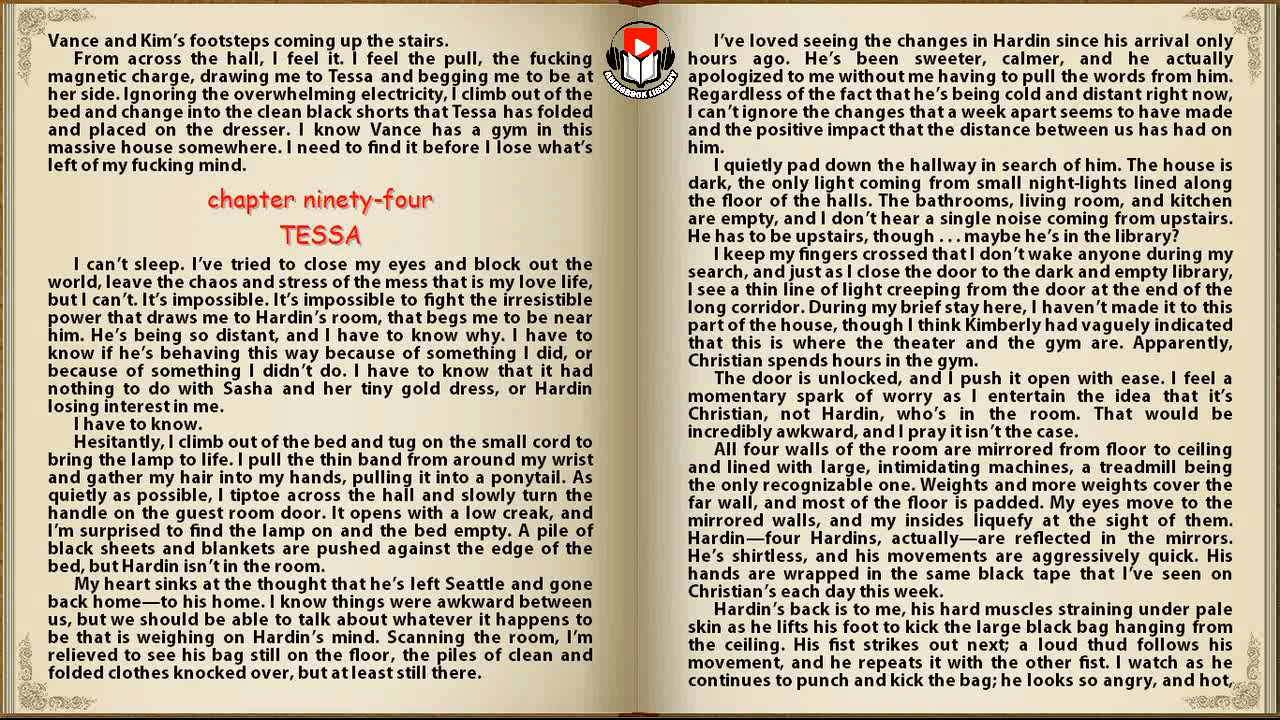 Vance and Kim's footsteps coming up the stairs.
From across the hall, I feel it. I feel the pull, the fucking
magnetic charge, drawing me to Tessa and begging me to be at
her side. Ignoring the overwhelming electricity, I climb out of the
bed and change into the clean black shorts that Tessa has folded
and placed on the dresser. I know Vance has a gym in this
massive house somewhere. I need to find it before I lose what's
left of my fucking mind.
chapter ninety-four
TESSA
I can't sleep. I've tried to close my eyes and block out the
world, leave the chaos and stress of the mess that is my love life,
but I can't. It's impossible. It's impossible to fight the irresistible
power that draws me to Hardin's room, that begs me to be near
him. He's being so distant, and I have to know why. I have to
know if he's behaving this way because of something I did, or
because of something I didn't do. I have to know that it had
nothing to do with Sasha and her tiny gold dress, or Hardin
losing interest in me.
I have to know.
Hesitantly, I climb out of the bed and tug on the small cord to
bring the lamp to life. I pull the thin band from around my wrist
and gather my hair into my hands, pulling it into a ponytail. As
quietly as possible, I tiptoe across the hall and slowly turn the
handle on the guest room door. It opens with a low creak, and
I'm surprised to find the lamp on and the bed empty. A pile of
black sheets and blankets are pushed against the edge of the
bed, but Hardin isn't in the room.
My heart sinks at the thought that he's left Seattle and gone
back home—to his home. I know things were awkward between
us, but we should be able to talk about whatever it happens to
be that is weighing on Hardin's mind. Scanning the room, I'm
relieved to see his bag still on the floor, the piles of clean and
folded clothes knocked over, but at least still there.
AUDIOBOOK LIBRARY
I've loved seeing the changes in Hardin since his arrival only
hours ago. He's been sweeter, calmer, and he actually
apologized to me without me having to pull the words from him.
Regardless of the fact that he's being cold and distant right now,
I can't ignore the changes that a week apart seems to have made
and the positive impact that the distance between us has had on
him.
I quietly pad down the hallway in search of him. The house is
dark, the only light coming from small night-lights lined along
the floor of the halls. The bathrooms, living room, and kitchen
are empty, and I don't hear a single noise coming from upstairs.
He has to be upstairs, though . . . maybe he's in the library?
I keep my fingers crossed that I don't wake anyone during my
search, and just as I close the door to the dark and empty library,
I see a thin line of light creeping from the door at the end of the
long corridor. During my brief stay here, I haven't made it to this
part of the house, though I think Kimberly had vaguely indicated
that this is where the theater and the gym are. Apparently,
Christian spends hours in the gym.
The door is unlocked, and I push it open with ease. I feel a
momentary spark of worry as I entertain the idea that it's
Christian, not Hardin, who's in the room. That would be
incredibly awkward, and I pray it isn't the case.
All four walls of the room are mirrored from floor to ceiling
and lined with large, intimidating machines, a treadmill being
the only recognizable one. Weights and more weights cover the
far wall, and most of the floor is padded. My eyes move to the
mirrored walls, and my insides liquefy at the sight of them.
Hardin—four Hardins, actually—are reflected in the mirrors.
He's shirtless, and his movements are aggressively quick. His
hands are wrapped in the same black tape that I've seen on
Christian's each day this week.
Hardin's back is to me, his hard muscles straining under pale
skin as he lifts his foot to kick the large black bag hanging from
the ceiling. His fist strikes out next; a loud thud follows his
movement, and he repeats it with the other fist. I watch as he
continues to punch and kick the bag; he looks so angry, and hot,